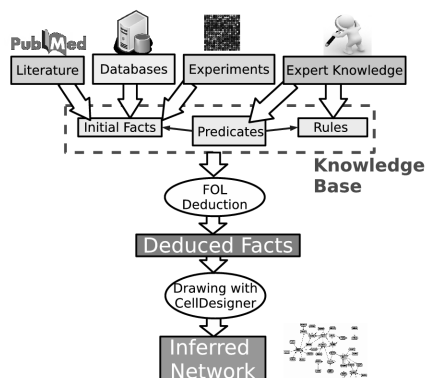 PubMed
Literature
Databases
Experiments
Expert Knowledge
Initial Facts
Predicates
Rules
Knowledge
Base
FOL
Deduction
Deduced Facts
Drawing with
CellDesigner
Inferred
Network